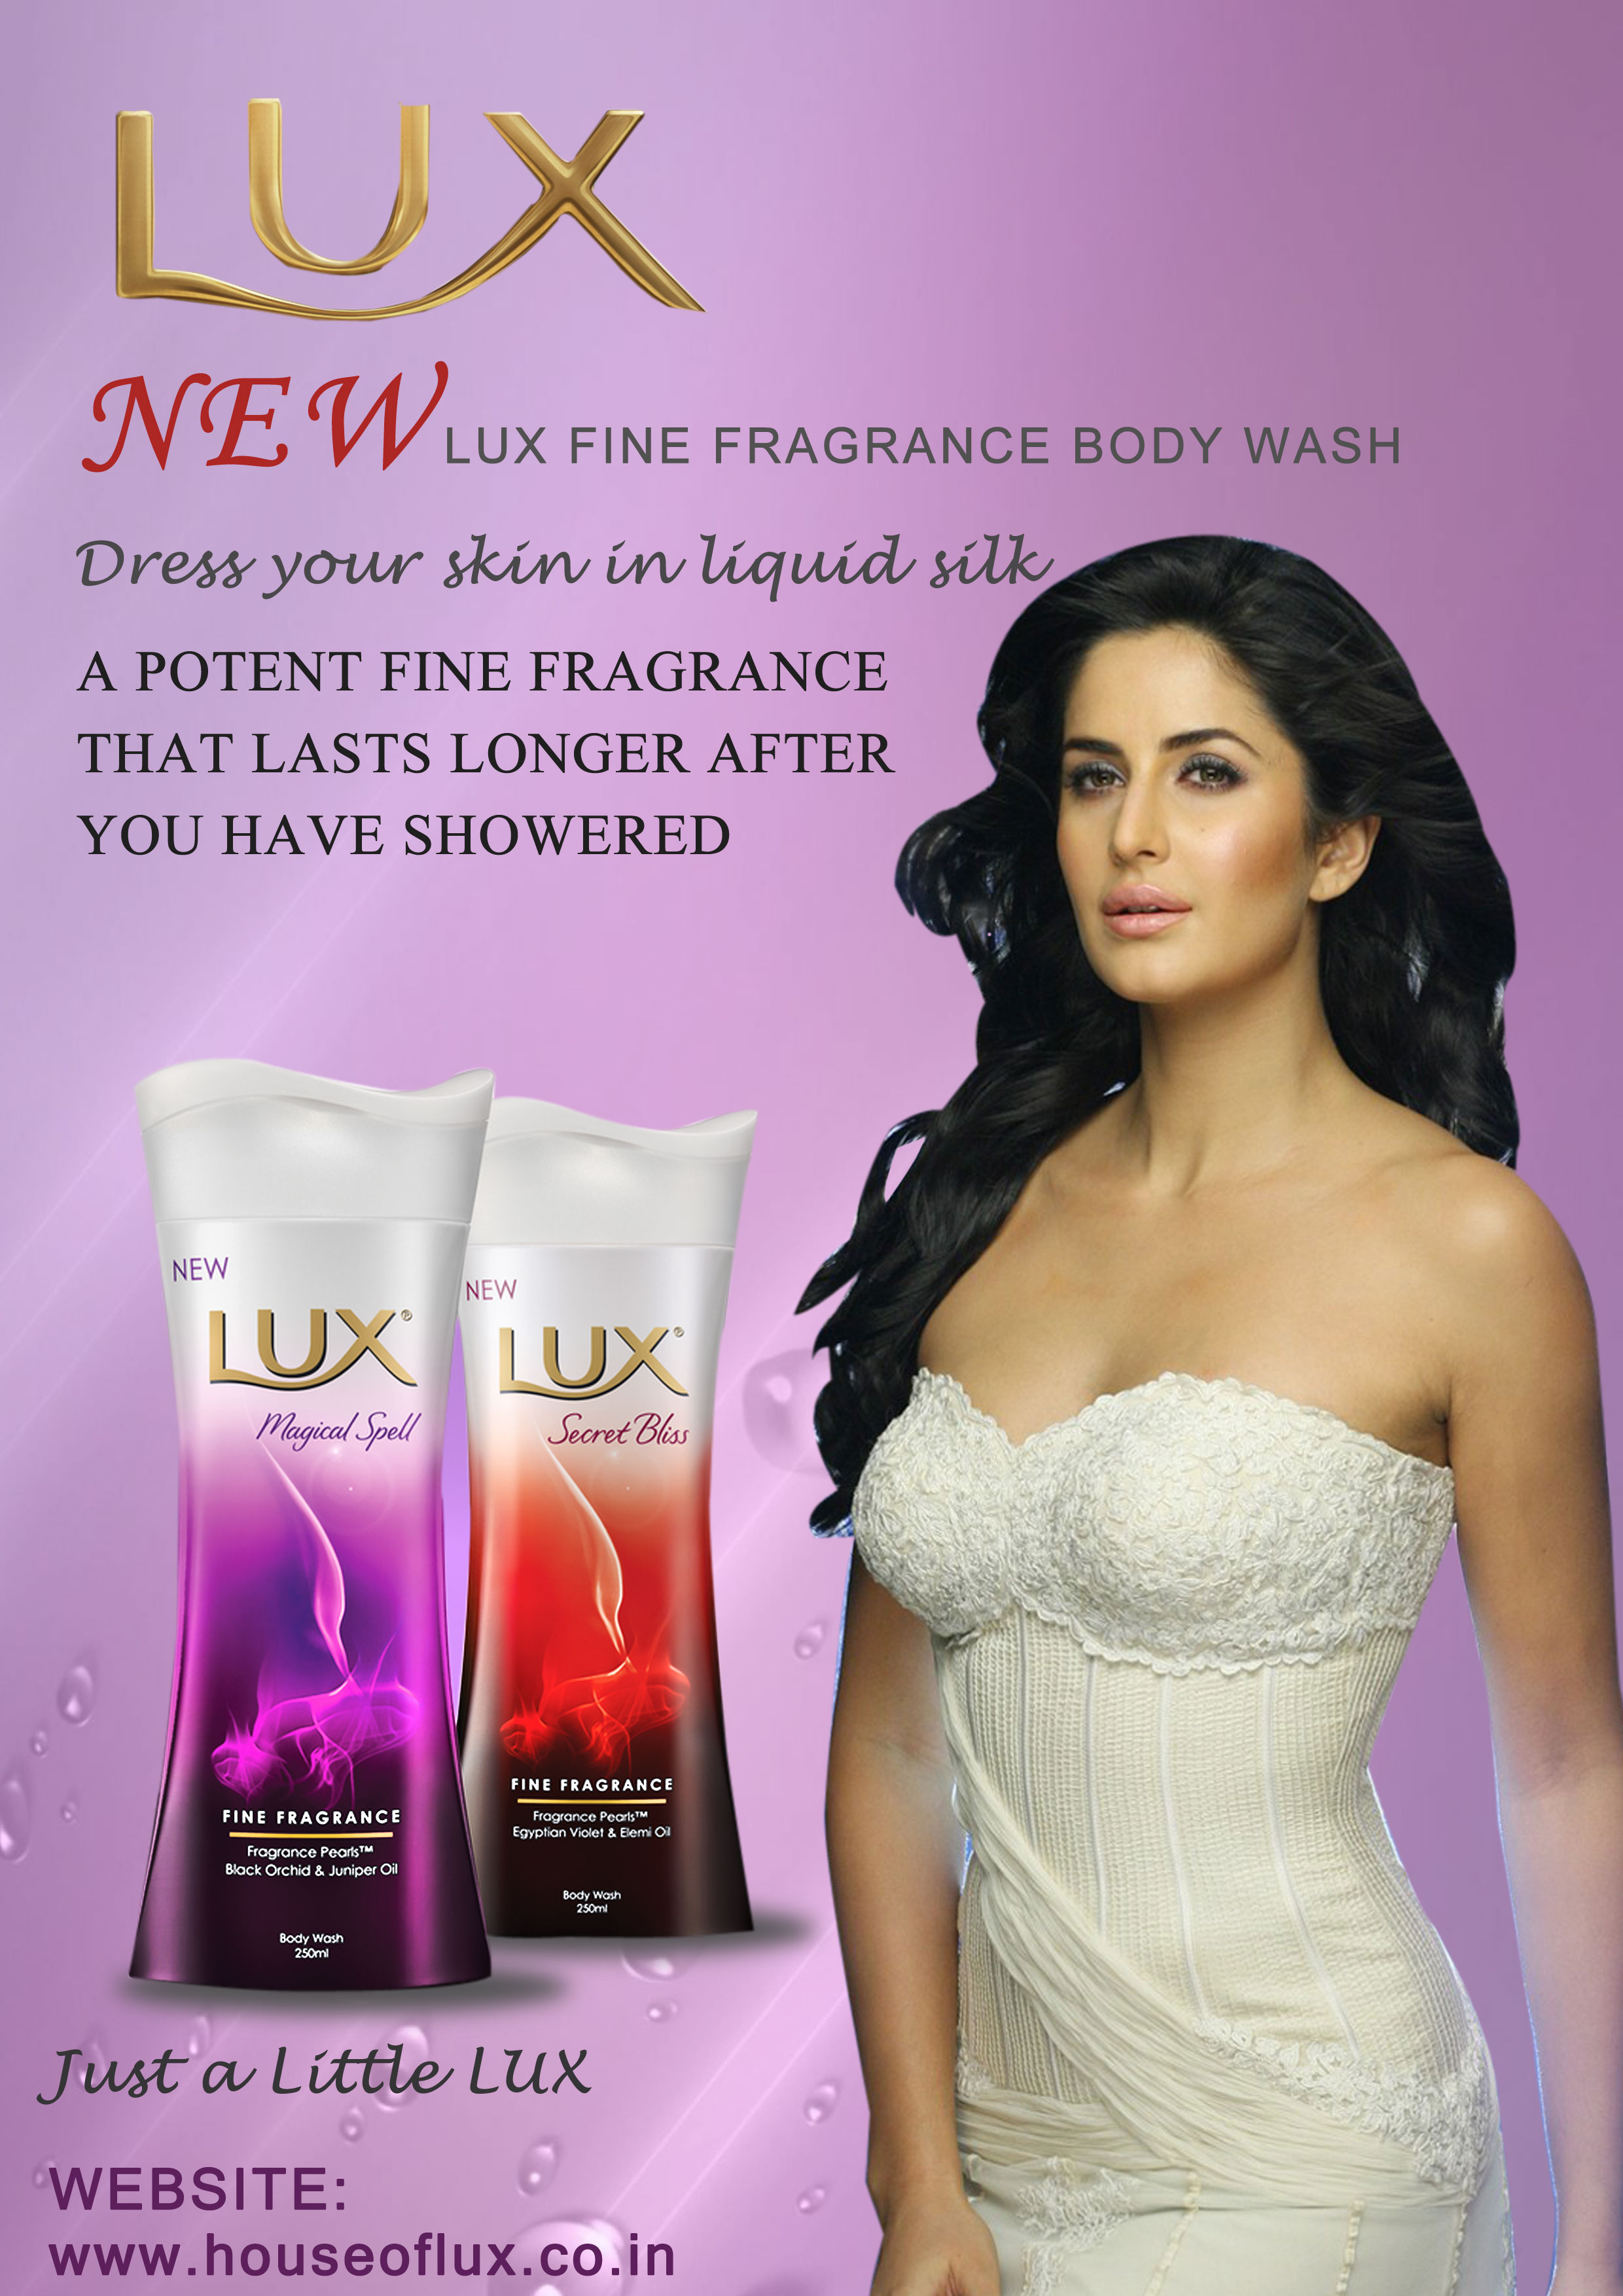 LUX
NEW LUX FINE FRAGRANCE BODY WASH
Dress your skin in liquid silk
A POTENT FINE FRAGRANCE
THAT LASTS LONGER AFTER
YOU HAVE SHOWERED
NEW
LUX®
Magical Spell
FINE FRAGRANCE
Fragrance Pearls™
Black Orchid & Juniper Oil
Body Wash
250ml
NEW
LUX®
Secret Bliss
FINE FRAGRANCE
Fragrance Pearls™
Egyptian Violet & Elemi Oil
Body Wash
250ml
Just a Little LUX
WEBSITE:
www.houseoflux.co.in